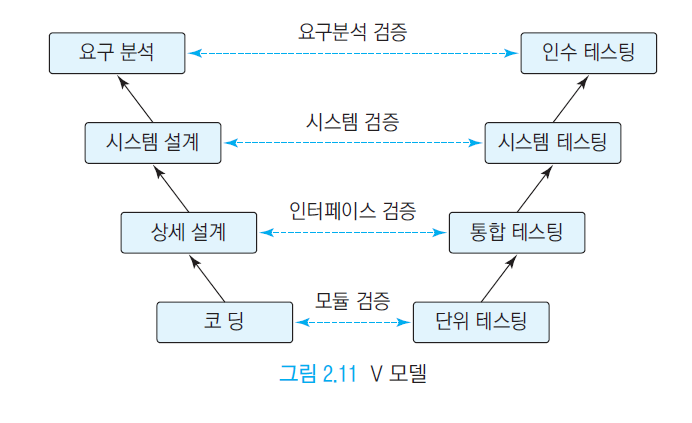 요구분석 검증
요구 분석
인수 테스팅
시스템 검증
시스템 설계
시스템 테스팅
인터페이스 검증
상세 설계
통합 테스팅
모듈 검증
코 딩
단위 테스팅
그림 2.11 V 모델